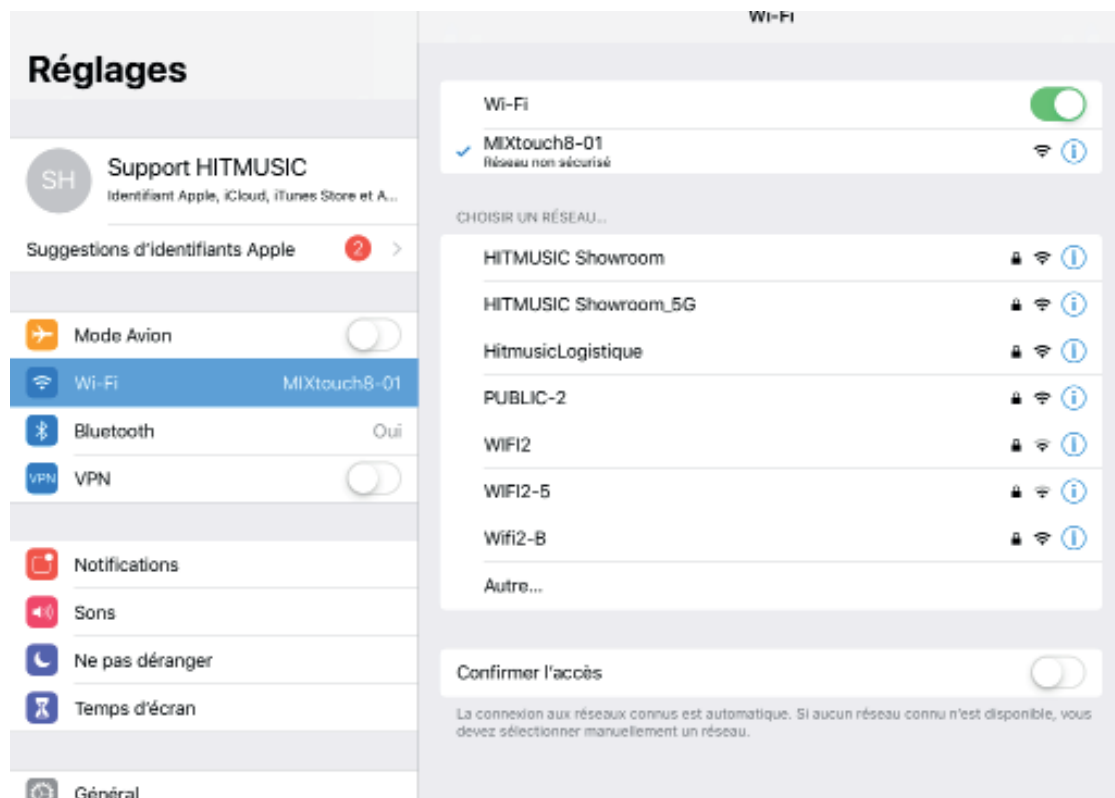 Wi-Fi
Réglages
SH
Support HITMUSIC
Identifiant Apple, iCloud, iTunes Store et A...
Suggestions d'identifiants Apple
2
Mode Avion
Wi-Fi
MIXtouch8-01
Bluetooth
Oui
VPN
VPN
Notifications
Sons
Ne pas déranger
Temps d'écran
Général
Wi-Fi
MIXtouch8-01
Réseau non sécurisé
CHOISIR UN RÉSEAU...
HITMUSIC Showroom
HITMUSIC Showroom_5G
HitmusicLogistique
PUBLIC-2
WIFI2
WIFI2-5
Wifi2-B
Autre...
Confirmer l'accès
La connexion aux réseaux connus est automatique. Si aucun réseau connu n'est disponible, vous
devez sélectionner manuellement un réseau.